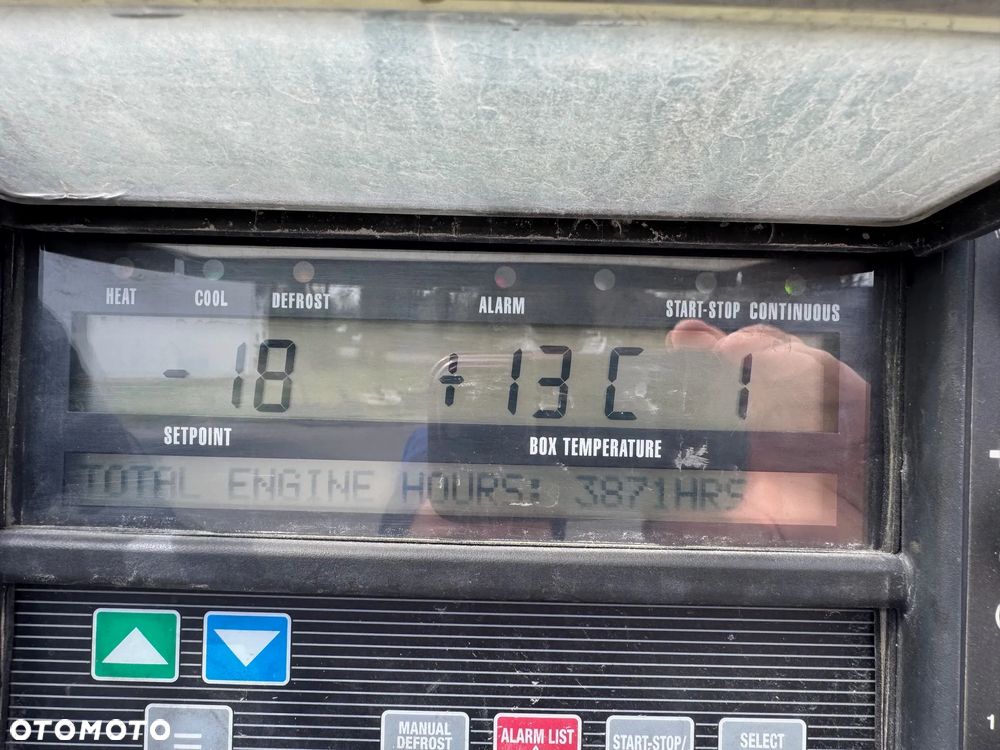 HEAT COOL DEFROST ALARM START-STOP CONTINUOUS
-18 +13C 1
SETPOINT BOX TEMPERATURE
TOTAL ENGINE HOURS: 3871HRS
MANUAL DEFROST
ALARM LIST
START-STOP/
SELECT
OTOMOTO